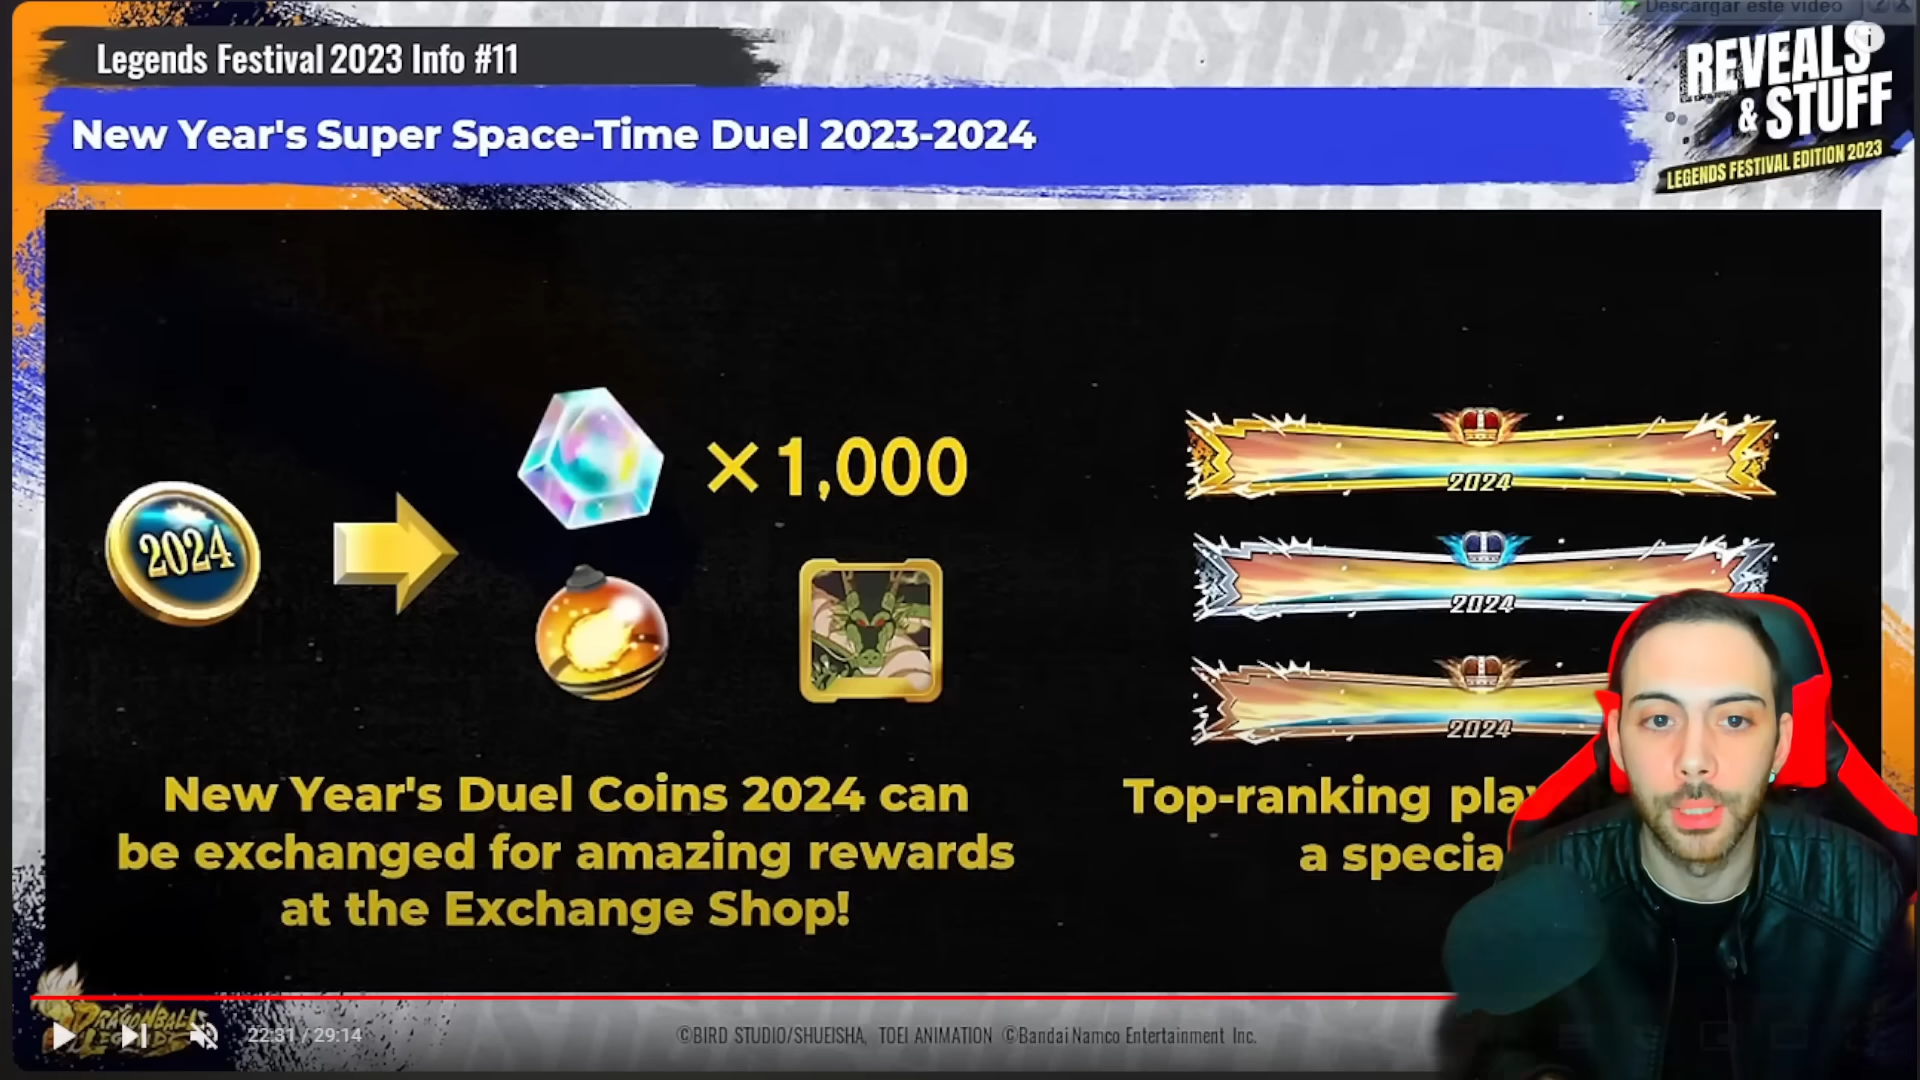 Descargar este video
Legends Festival 2023 Info #11
REVEALS
& STUFF
LEGENDS FESTIVAL EDITION 2023
New Year's Super Space-Time Duel 2023-2024
×1,000
2024
2024
2024
2024
New Year's Duel Coins 2024 can
be exchanged for amazing rewards
at the Exchange Shop!
Top-ranking
a
DRAGONBALL
LEGENDS
22:31 / 29:14
©BIRD STUDIO/SHUEISHA, TOEI ANIMATION ©Bandai Namco Entertainment Inc.